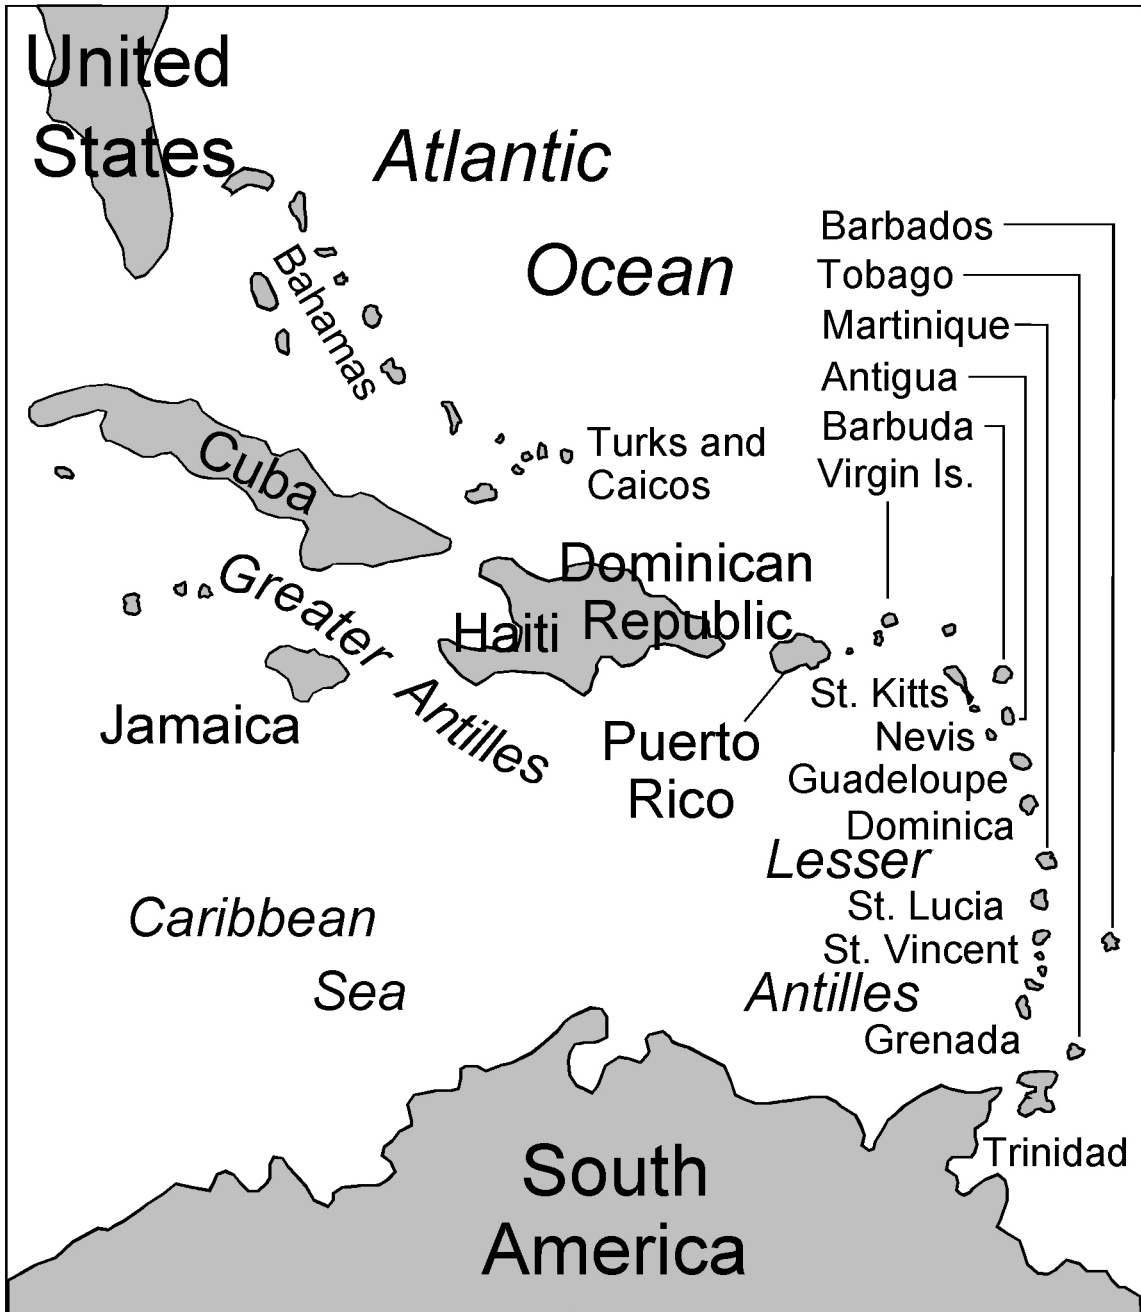 United
States
Atlantic
Ocean
Bahamas
Barbados
Tobago
Martinique
Antigua
Barbuda
Virgin Is.
Turks and
Caicos
Cuba
Greater
Antilles
Dominican
Republic
Haiti
Jamaica
Puerto
Rico
St. Kitts
Nevis
Guadeloupe
Dominica
Lesser
Antilles
St. Lucia
St. Vincent
Grenada
Trinidad
Caribbean
Sea
South
America